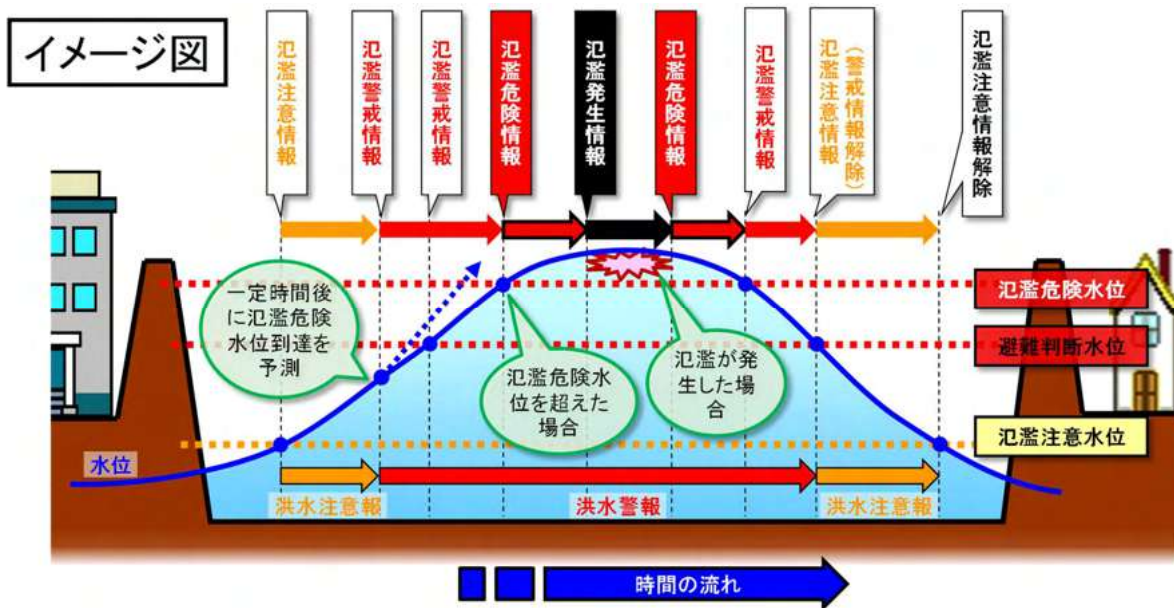 イメージ図
氾濫注意情報
氾濫警戒情報
氾濫警戒情報
氾濫危険情報
氾濫発生情報
氾濫危険情報
氾濫警戒情報
氾濫注意情報
(警戒情報解除)
氾濫注意情報解除
一定時間後
に氾濫危険
水位到達を
予測
氾濫危険水
位を超えた
場合
氾濫が発
生した場
合
氾濫危険水位
避難判断水位
氾濫注意水位
水位
洪水注意報
洪水警報
洪水注意報
時間の流れ